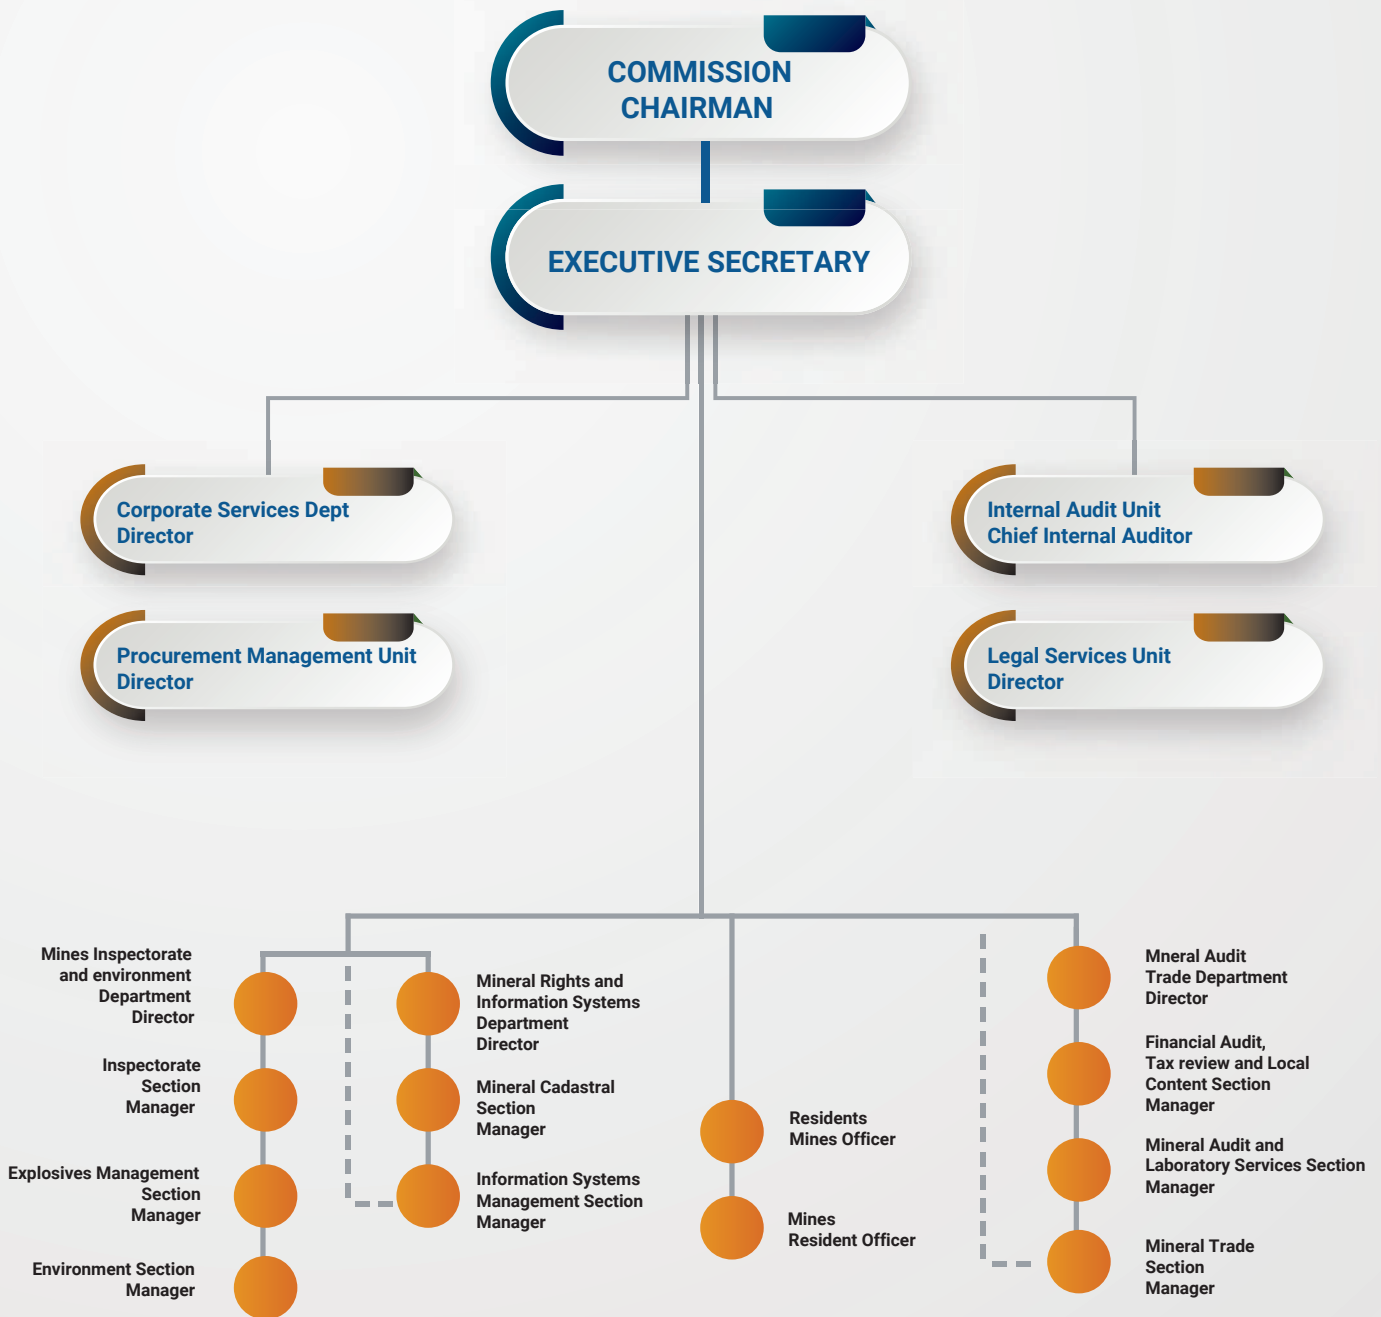 COMMISSION
CHAIRMAN
EXECUTIVE SECRETARY
Corporate Services Dept
Director
Internal Audit Unit
Chief Internal Auditor
Procurement Management Unit
Director
Legal Services Unit
Director
Mines Inspectorate
and environment
Department
Director
Inspectorate
Section
Manager
Explosives Management
Section
Manager
Environment Section
Manager
Mineral Rights and
Information Systems
Department
Director
Mineral Cadastral
Section
Manager
Information Systems
Management Section
Manager
Residents
Mines Officer
Mines
Resident Officer
Mneral Audit
Trade Department
Director
Financial Audit,
Tax review and Local
Content Section
Manager
Mineral Audit and
Laboratory Services Section
Manager
Mineral Trade
Section
Manager